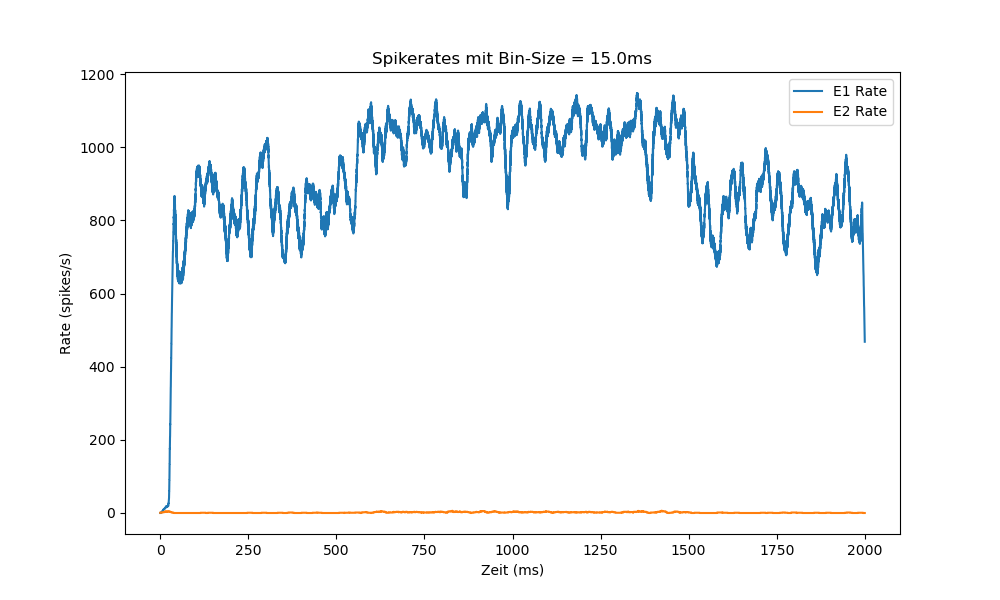 Spikerates mit Bin-Size = 15.0ms
E1 Rate
E2 Rate
Rate (spikes/s)
1200
1000
800
600
400
200
0
0 250 500 750 1000 1250 1500 1750 2000
Zeit (ms)